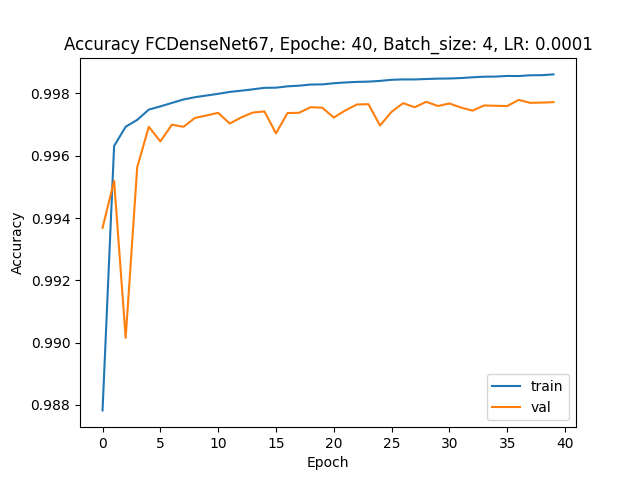 Accuracy FCDenseNet67, Epoche: 40, Batch_size: 4, LR: 0.0001
0.998
0.996
0.994
0.992
0.990
0.988
Accuracy
train
val
0 5 10 15 20 25 30 35 40
Epoch